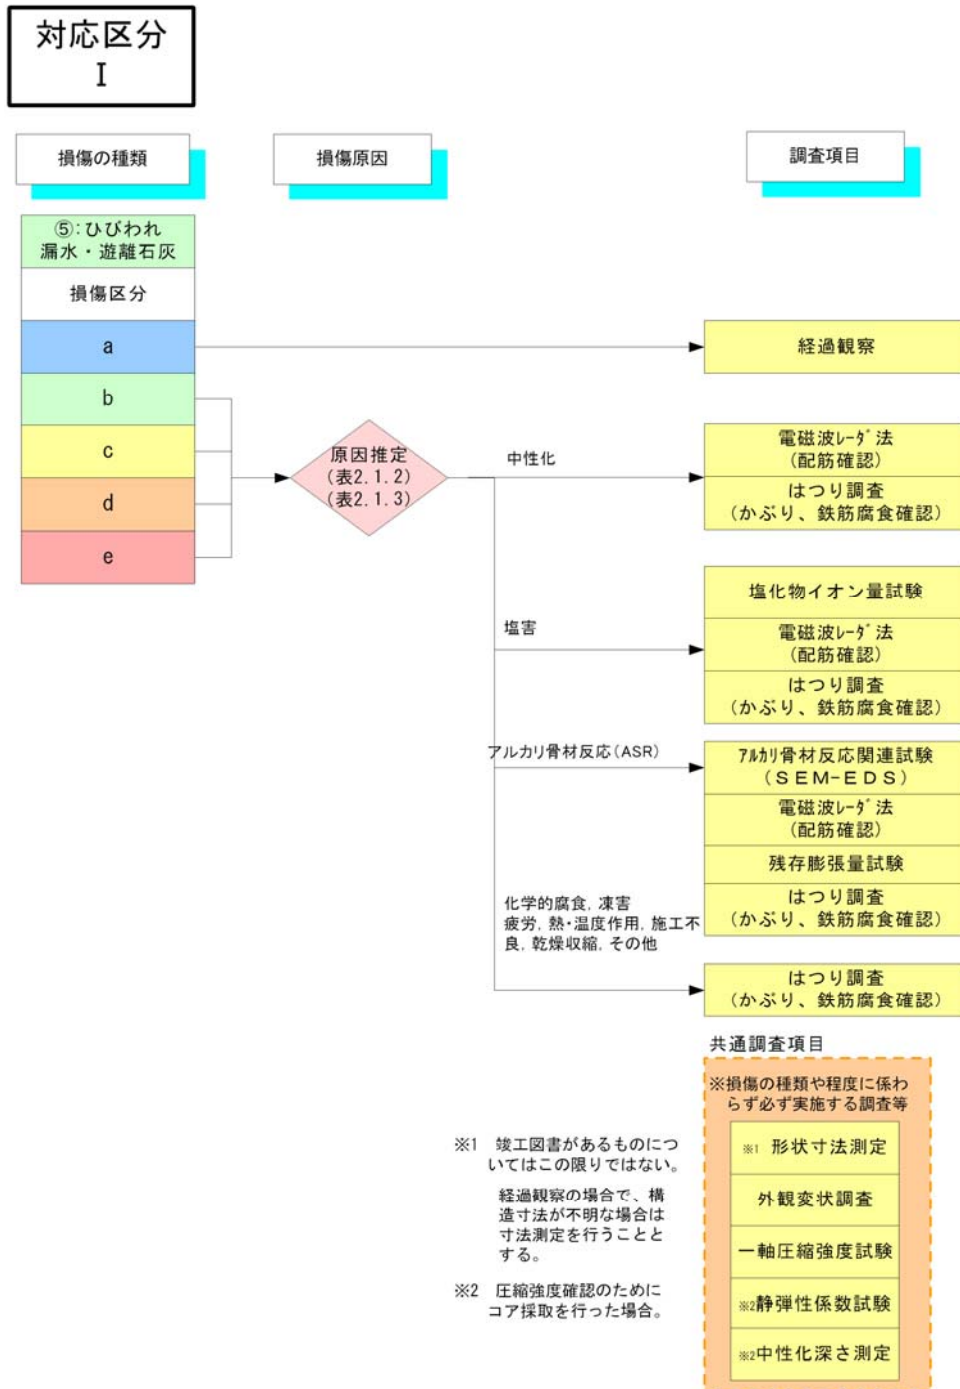 対応区分
Ⅰ
損傷の種類
損傷原因
調査項目
⑤:ひびわれ
漏水・遊離石灰
損傷区分
a
経過観察
b
c
d
e
原因推定
(表2.1.2)
(表2.1.3)
中性化
電磁波ﾚｰﾀﾞ法
(配筋確認)
はつり調査
(かぶり、鉄筋腐食確認)
塩害
塩化物イオン量試験
電磁波ﾚｰﾀﾞ法
(配筋確認)
はつり調査
(かぶり、鉄筋腐食確認)
アルカリ骨材反応(ASR)
ｱﾙｶﾘ骨材反応関連試験
(ＳＥＭ-ＥＤＳ)
電磁波ﾚｰﾀﾞ法
(配筋確認)
残存膨張量試験
はつり調査
(かぶり、鉄筋腐食確認)
化学的腐食, 凍害
疲労, 熱・温度作用, 施工不
良, 乾燥収縮, その他
はつり調査
(かぶり、鉄筋腐食確認)
共通調査項目
※損傷の種類や程度に係わ
らず必ず実施する調査等
※1 形状寸法測定
外観変状調査
一軸圧縮強度試験
※2静弾性係数試験
※2中性化深さ測定
※1 竣工図書があるものにつ
いてはこの限りではない。
経過観察の場合で、構
造寸法が不明な場合は
寸法測定を行うことと
する。
※2 圧縮強度確認のために
コア採取を行った場合。